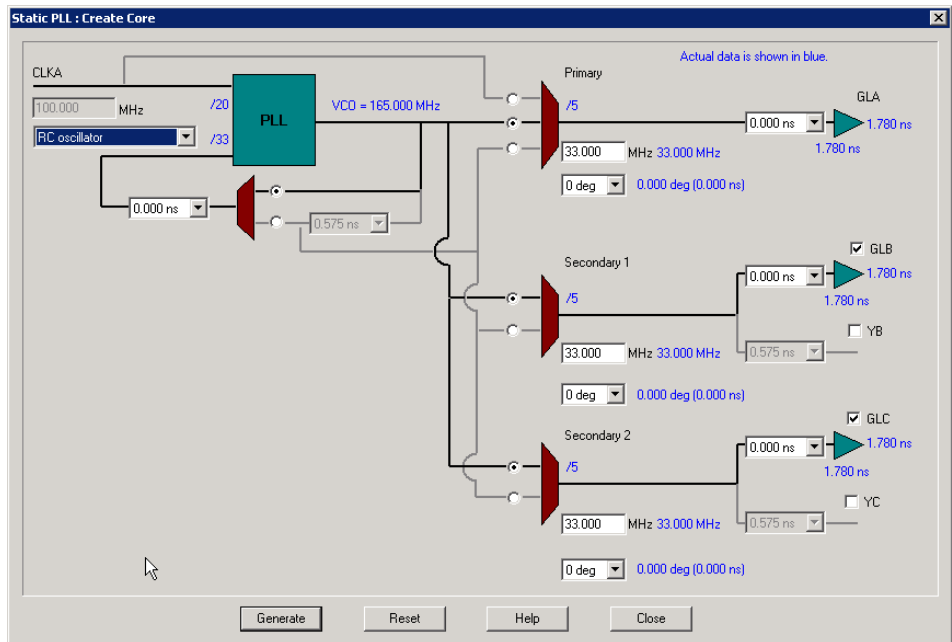 Static PLL : Create Core
Actual data is shown in blue.
CLKA
100.000 MHz
RC oscillator
/20
/33
PLL
VCO = 165.000 MHz
0.000 ns
0.575 ns
Primary
/5
33.000 MHz 33.000 MHz
0 deg 0.000 deg (0.000 ns)
0.000 ns
GLA
1.780 ns
1.780 ns
Secondary 1
/5
33.000 MHz 33.000 MHz
0 deg 0.000 deg (0.000 ns)
0.000 ns
GLB
1.780 ns
1.780 ns
YB
0.575 ns
Secondary 2
/5
33.000 MHz 33.000 MHz
0 deg 0.000 deg (0.000 ns)
0.000 ns
GLC
1.780 ns
1.780 ns
YC
0.575 ns
Generate
Reset
Help
Close